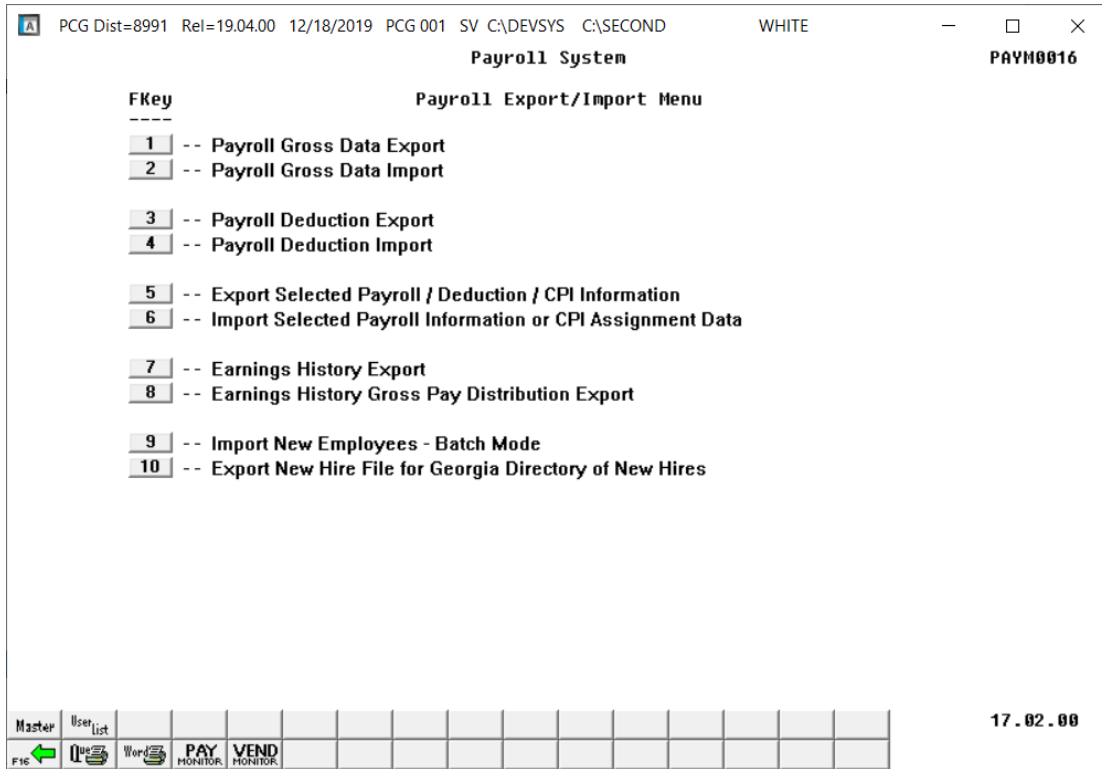 A PCG Dist=8991 Rel=19.04.00 12/18/2019 PCG 001 SV C:\DEVSYS C:\SECOND WHITE
Payroll System PAYM0016
FKey Payroll Export/Import Menu
----
1 -- Payroll Gross Data Export
2 -- Payroll Gross Data Import
3 -- Payroll Deduction Export
4 -- Payroll Deduction Import
5 -- Export Selected Payroll / Deduction / CPI Information
6 -- Import Selected Payroll Information or CPI Assignment Data
7 -- Earnings History Export
8 -- Earnings History Gross Pay Distribution Export
9 -- Import New Employees - Batch Mode
10 -- Export New Hire File for Georgia Directory of New Hires
Master User List 17.02.00
F16 Que Word PAY MONITOR VEND MONITOR